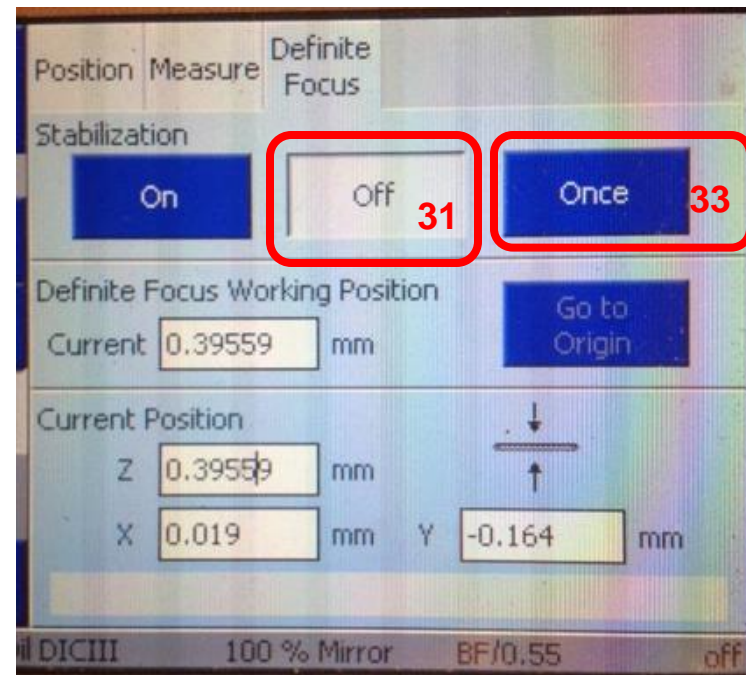 Position Measure Definite Focus
Stabilization
On Off 31 Once 33
Definite Focus Working Position
Go to Origin
Current 0.39559 mm
Current Position
Z 0.39559 mm
X 0.019 mm Y -0.164 mm
DICIII 100 % Mirror BF/0.55 off